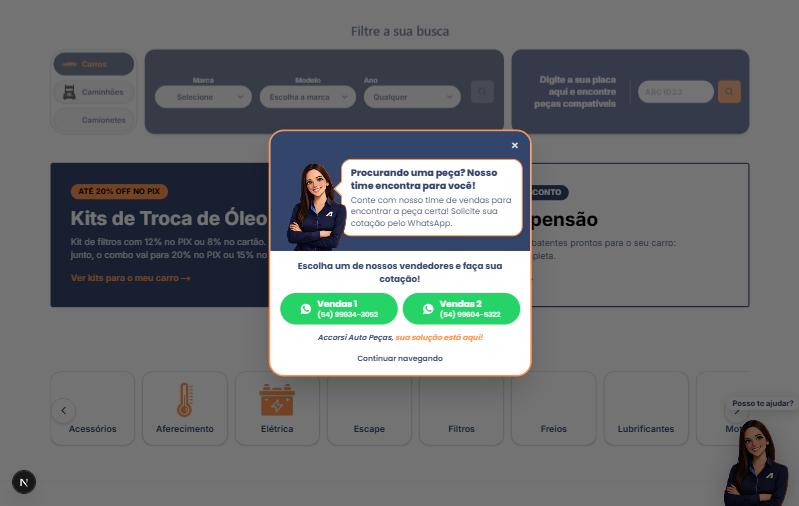 Filtre a sua busca
Carros
Caminhões
Camionetes
Marca
Selecione
Modelo
Escolha a marca
Ano
Qualquer
Digite a sua placa
aqui e encontre
peças compatíveis
ABC1D23
×
Procurando uma peça? Nosso
time encontra para você!
Conte com nosso time de vendas para
encontrar a peça certa! Solicite sua
cotação pelo WhatsApp.
Escolha um de nossos vendedores e faça sua
cotação!
Vendas 1
(54) 99934-3052
Vendas 2
(54) 99604-5322
Accorsi Auto Peças, sua solução está aqui!
Continuar navegando
ATÉ 20% OFF NO PIX
Kits de Troca de Óleo
Kit de filtros com 12% no PIX ou 8% no cartão.
junto, o combo vai para 20% no PIX ou 15% no
Ver kits para o meu carro →
CONTO
pensão
batentes prontos para o seu carro:
pleta.
Acessórios
Aferecimento
Elétrica
Escape
Filtros
Freios
Lubrificantes
Mot
Posso te ajudar?
N